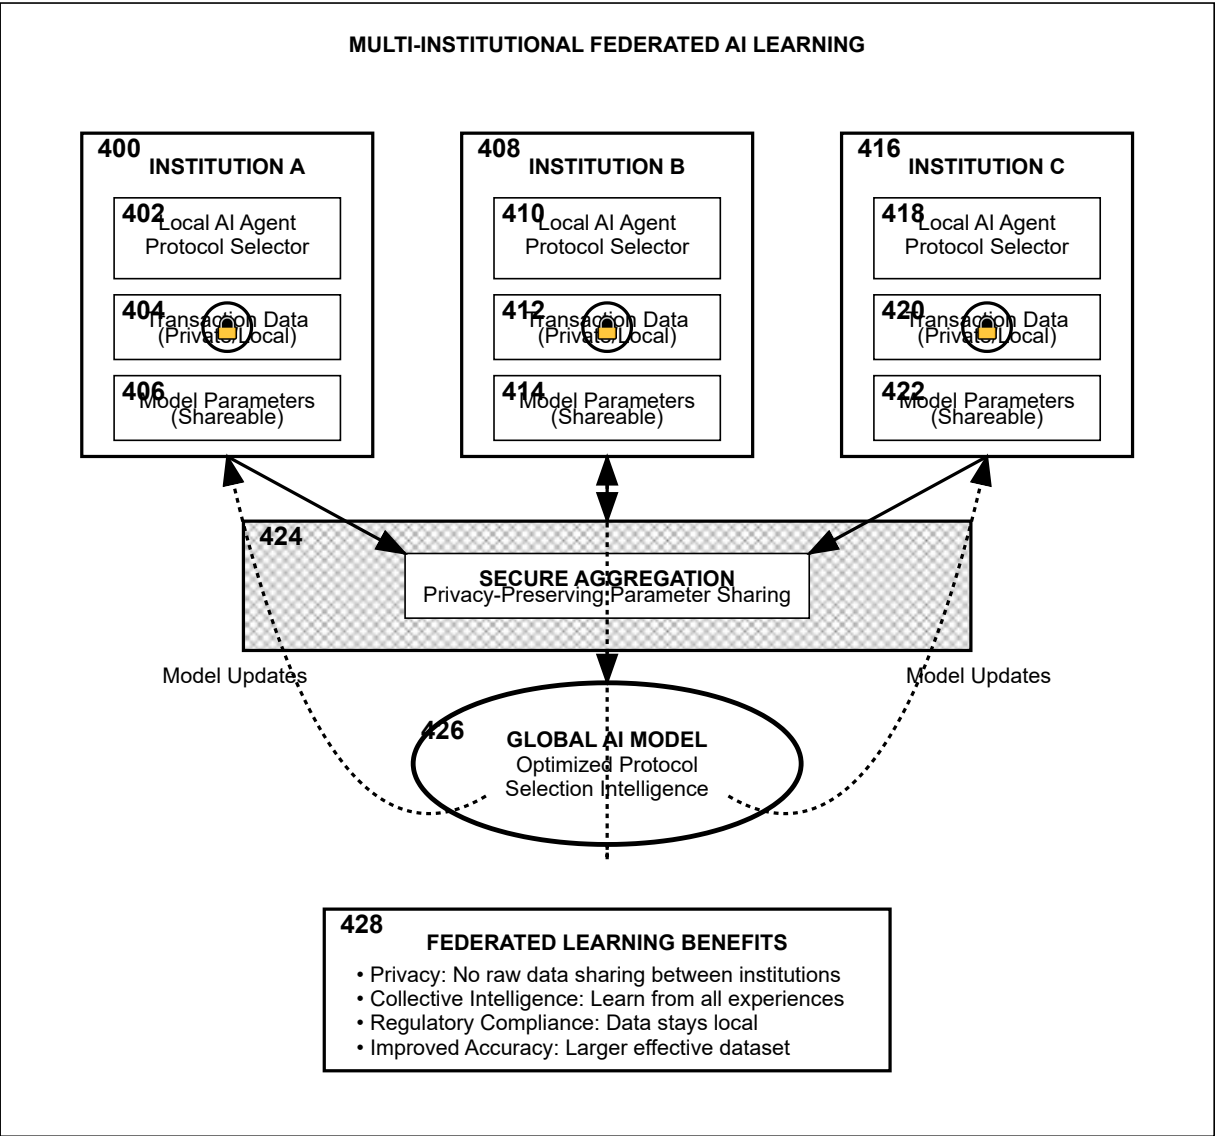 MULTI-INSTITUTIONAL FEDERATED AI LEARNING
400
INSTITUTION A
402
Local AI Agent
Protocol Selector
404
Transaction Data
(Private/Local)
406
Model Parameters
(Shareable)
408
INSTITUTION B
410
Local AI Agent
Protocol Selector
412
Transaction Data
(Private/Local)
414
Model Parameters
(Shareable)
416
INSTITUTION C
418
Local AI Agent
Protocol Selector
420
Transaction Data
(Private/Local)
422
Model Parameters
(Shareable)
424
SECURE AGGREGATION
Privacy-Preserving Parameter Sharing
Model Updates
Model Updates
426
GLOBAL AI MODEL
Optimized Protocol
Selection Intelligence
428
FEDERATED LEARNING BENEFITS
• Privacy: No raw data sharing between institutions
• Collective Intelligence: Learn from all experiences
• Regulatory Compliance: Data stays local
• Improved Accuracy: Larger effective dataset